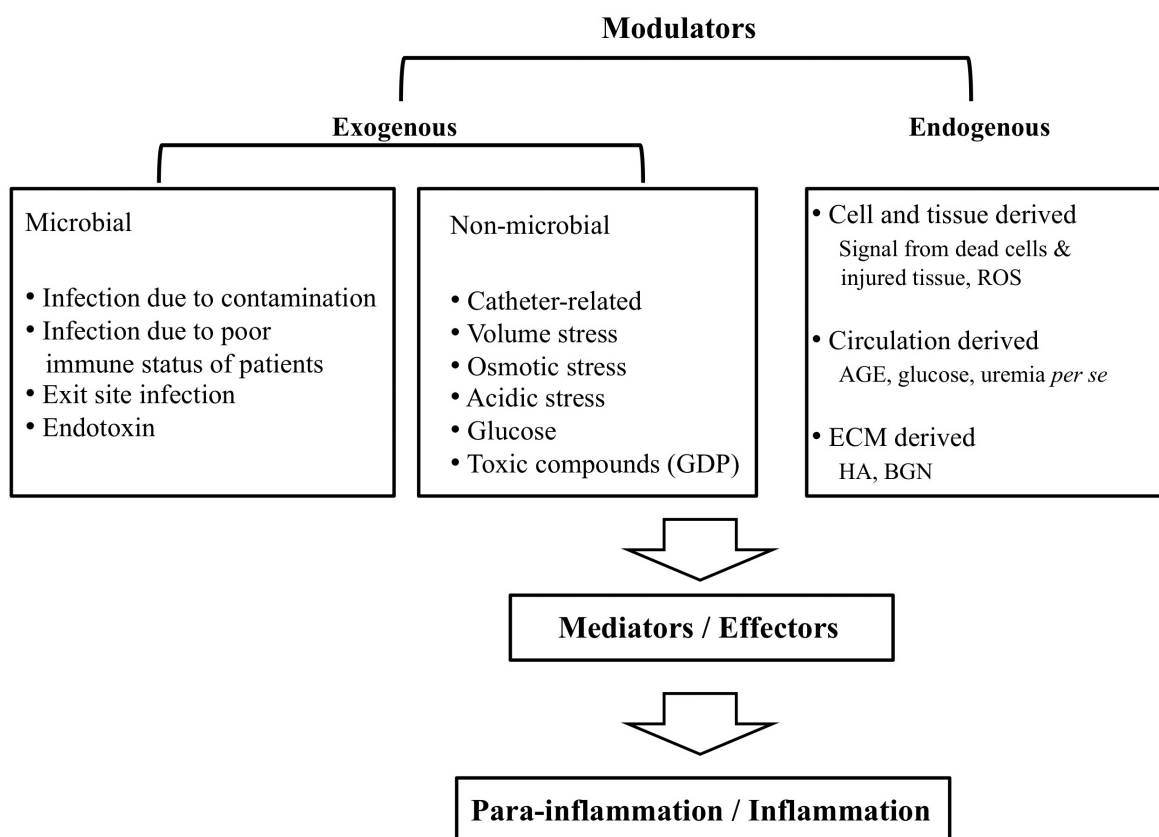 Modulators
Exogenous
Endogenous
Microbial
• Infection due to contamination
• Infection due to poor
immune status of patients
• Exit site infection
• Endotoxin
Non-microbial
• Catheter-related
• Volume stress
• Osmotic stress
• Acidic stress
• Glucose
• Toxic compounds (GDP)
• Cell and tissue derived
Signal from dead cells &
injured tissue, ROS
• Circulation derived
AGE, glucose, uremia per se
• ECM derived
HA, BGN
Mediators / Effectors
Para-inflammation / Inflammation